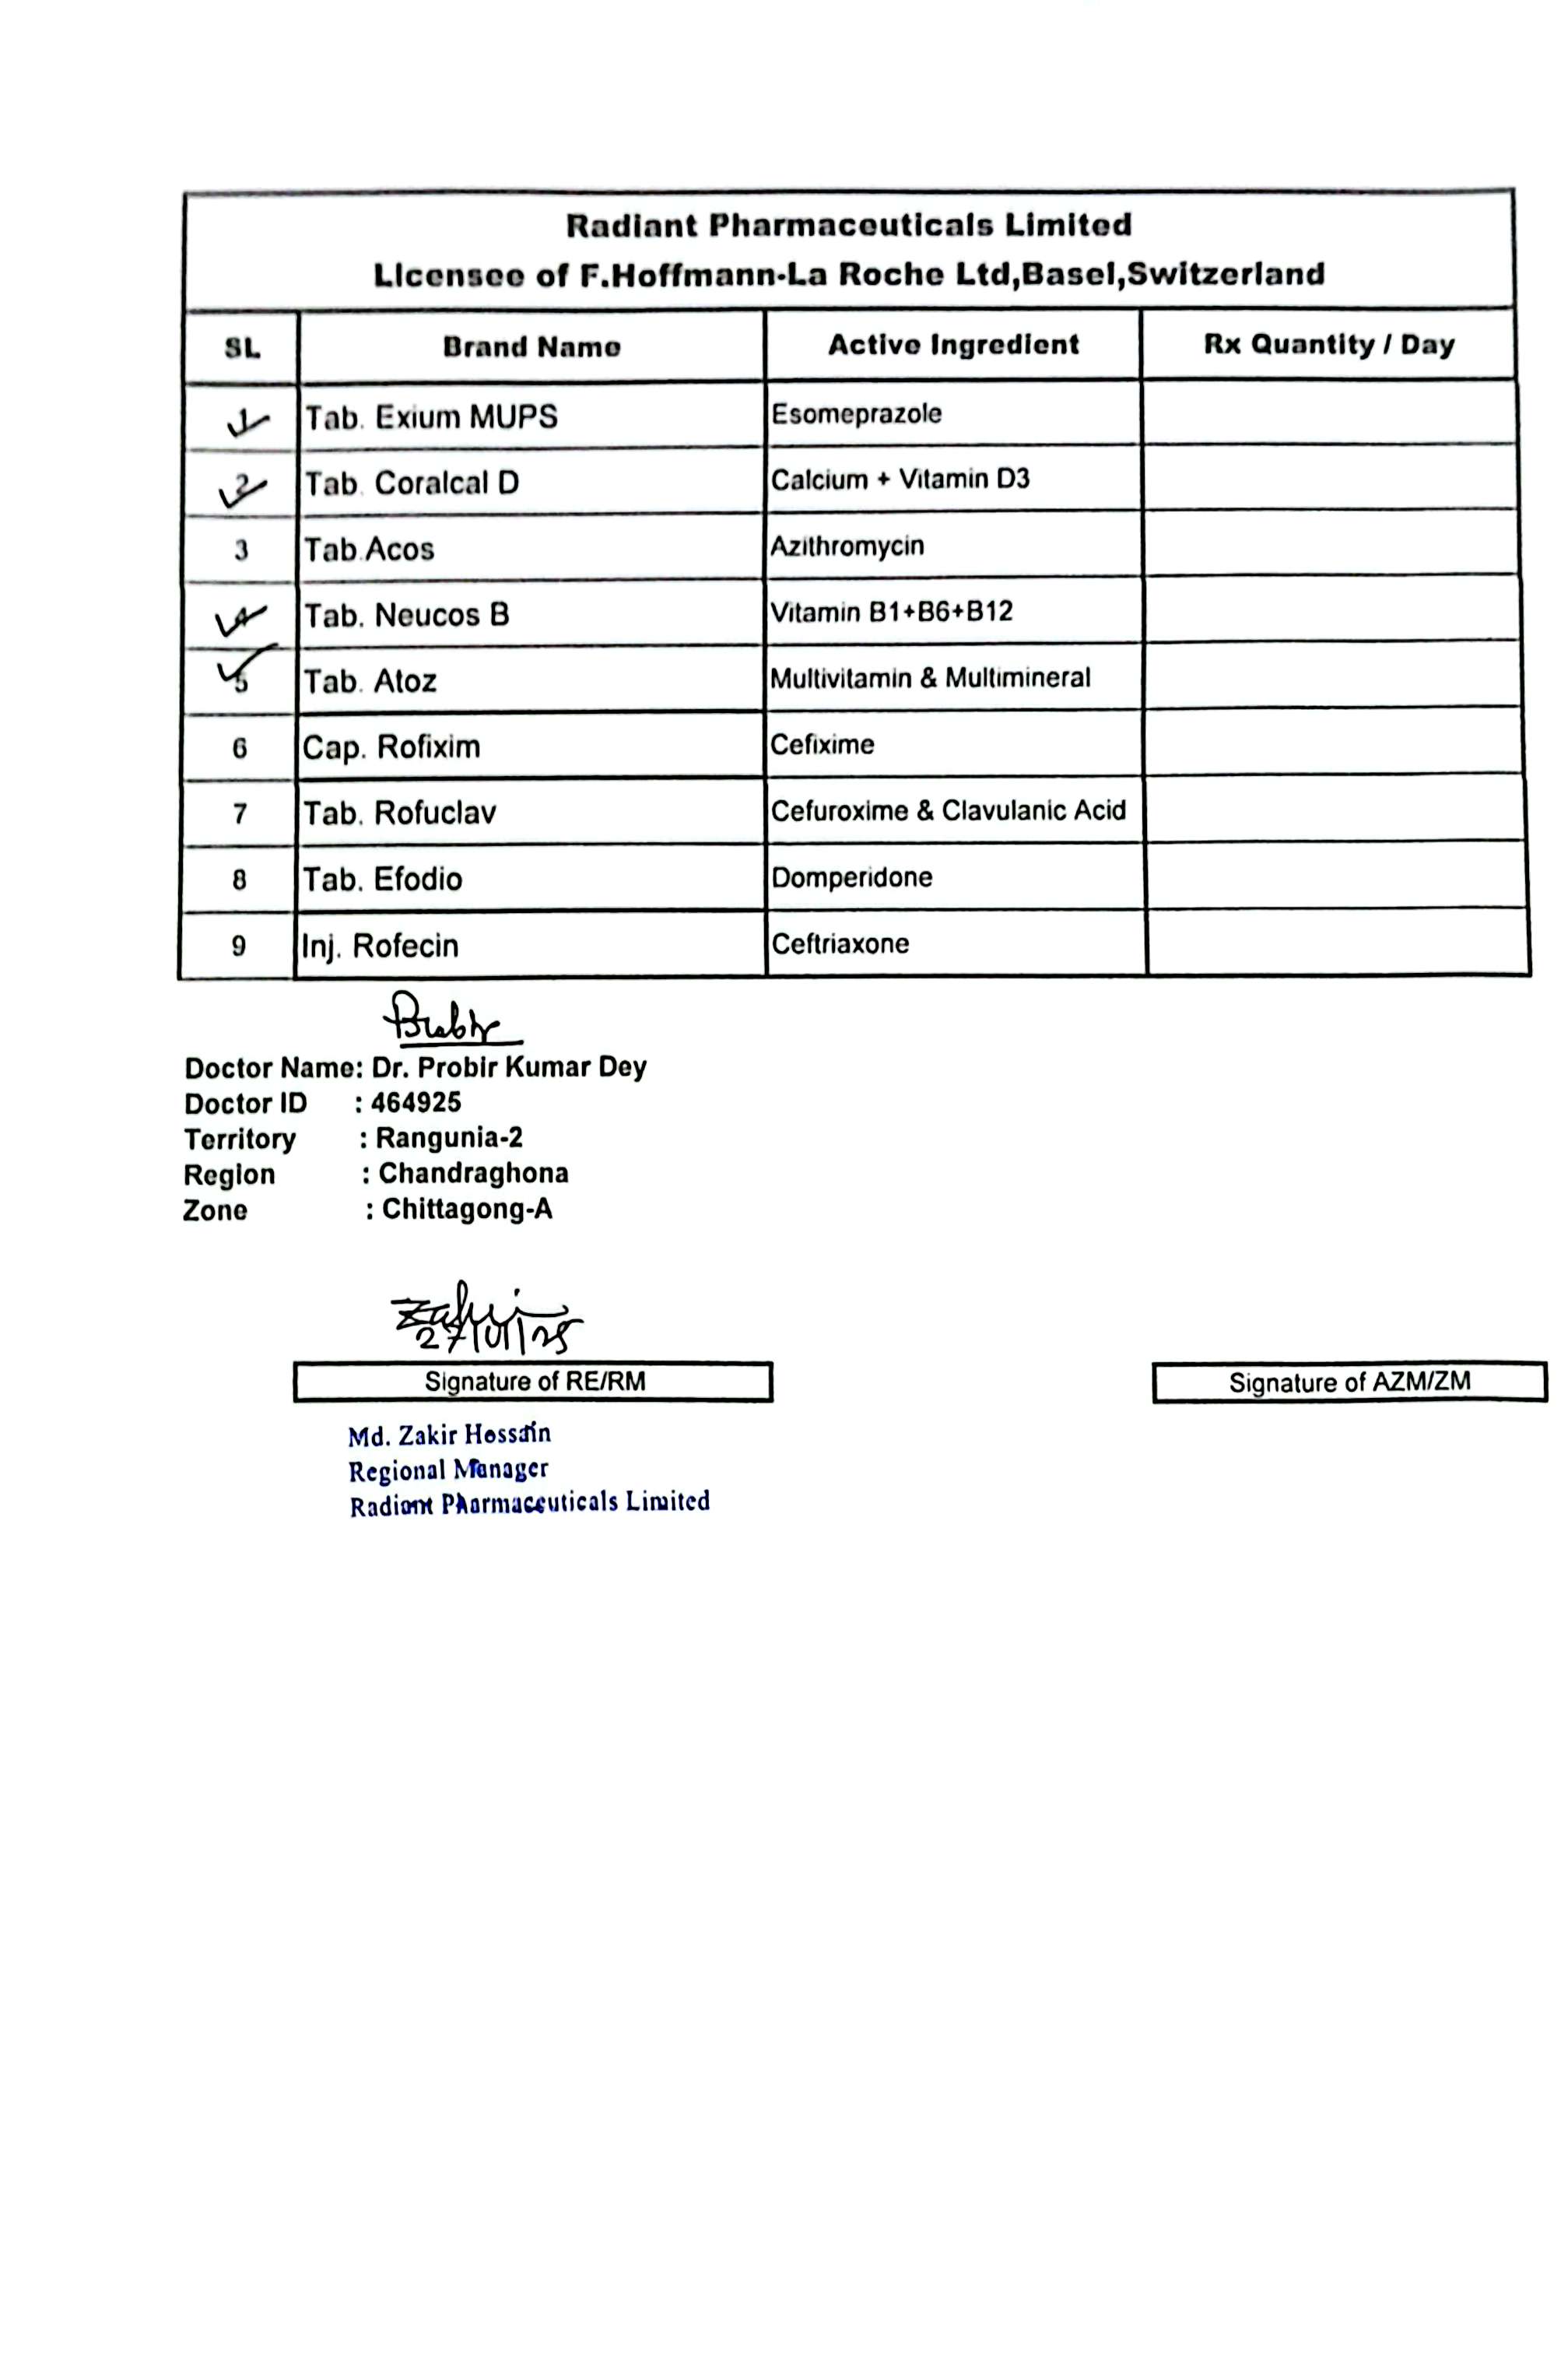 Radiant Pharmaceuticals Limited
Licensee of F.Hoffmann-La Roche Ltd,Basel,Switzerland
SL Brand Name Active Ingredient Rx Quantity / Day
1 Tab. Exium MUPS Esomeprazole
2 Tab. Coralcal D Calcium + Vitamin D3
3 Tab.Acos Azithromycin
4 Tab. Neucos B Vitamin B1+B6+B12
5 Tab. Atoz Multivitamin & Multimineral
6 Cap. Rofixim Cefixime
7 Tab. Rofuclav Cefuroxime & Clavulanic Acid
8 Tab. Efodio Domperidone
9 Inj. Rofecin Ceftriaxone
Doctor Name: Dr. Probir Kumar Dey
Doctor ID : 464925
Territory : Rangunia-2
Region : Chandraghona
Zone : Chittagong-A
Signature of RE/RM Signature of AZM/ZM
Md. Zakir Hossain
Regional Manager
Radiant Pharmaceuticals Limited